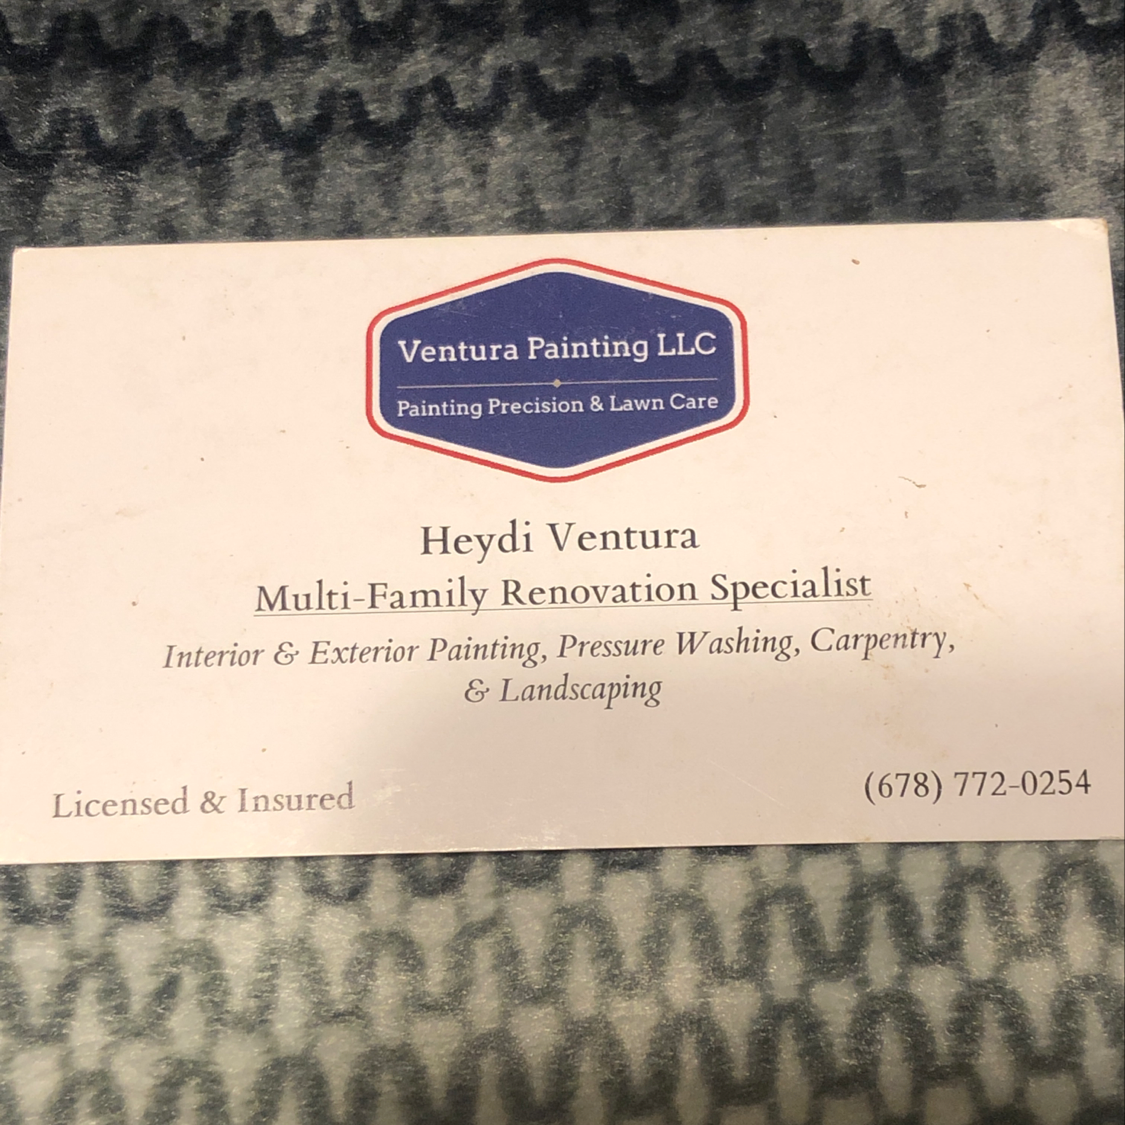 Ventura Painting LLC
Painting Precision & Lawn Care
Heydi Ventura
Multi-Family Renovation Specialist
Interior & Exterior Painting, Pressure Washing, Carpentry,
& Landscaping
Licensed & Insured
(678) 772-0254